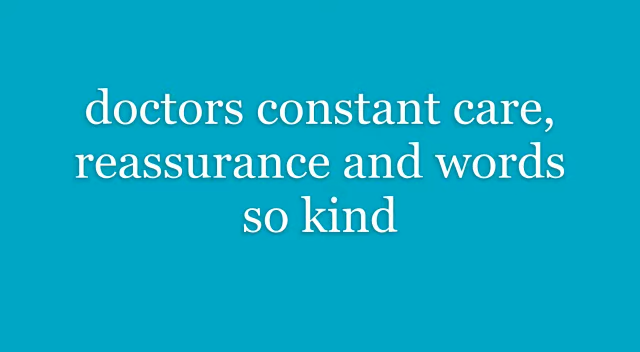 doctors constant care,
reassurance and words
so kind